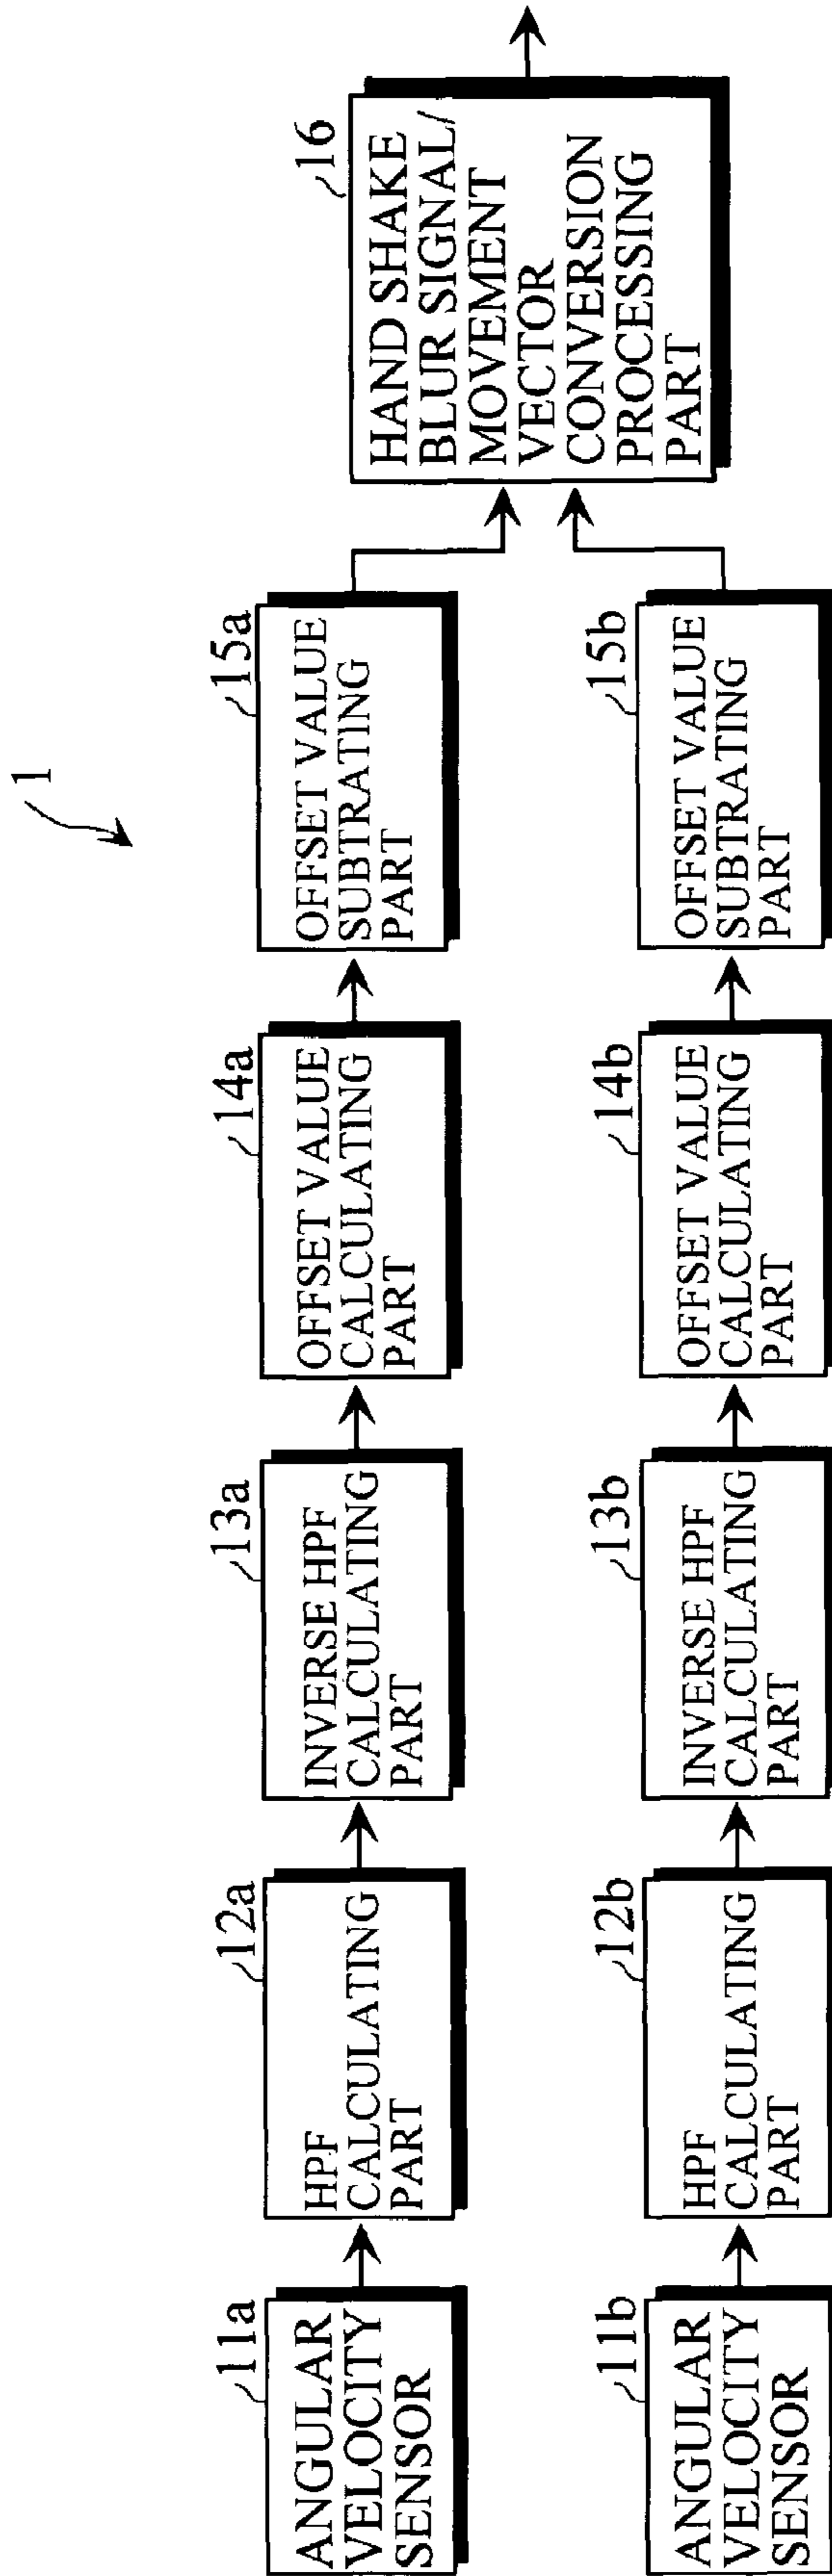 1
11a
ANGULAR
VELOCITY
SENSOR
12a
HPF
CALCULATING
PART
13a
INVERSE HPF
CALCULATING
PART
14a
OFFSET VALUE
CALCULATING
PART
15a
OFFSET VALUE
SUBTRATING
PART
16
HAND SHAKE
BLUR SIGNAL/
MOVEMENT
VECTOR
CONVERSION
PROCESSING
PART
11b
ANGULAR
VELOCITY
SENSOR
12b
HPF
CALCULATING
PART
13b
INVERSE HPF
CALCULATING
PART
14b
OFFSET VALUE
CALCULATING
PART
15b
OFFSET VALUE
SUBTRATING
PART